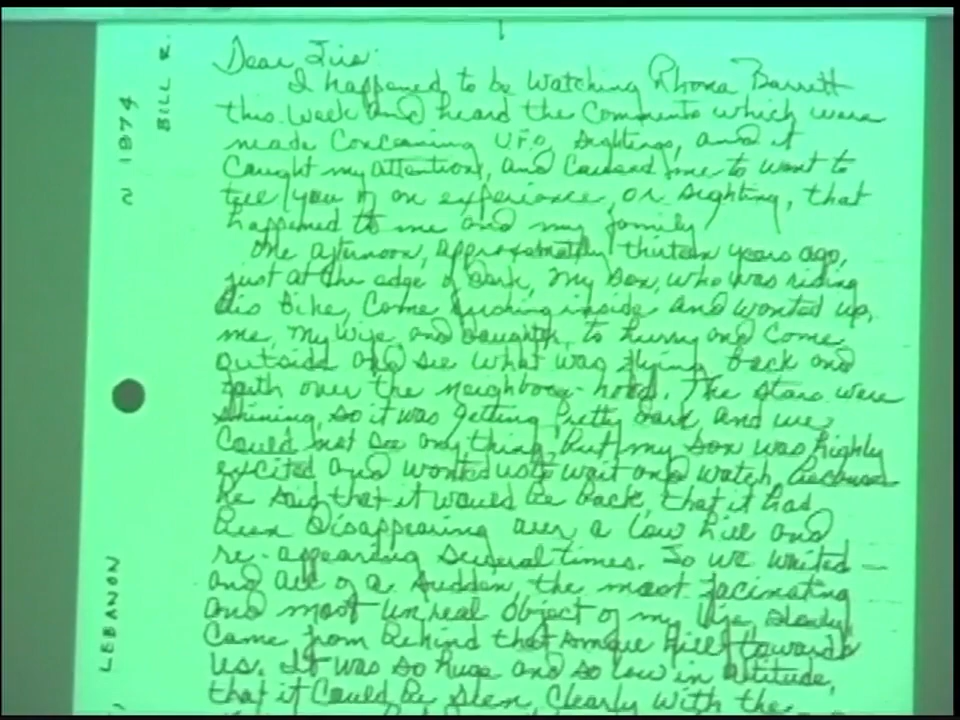 Dear Sir:
I happened to be watching Rhona Barrett
this week and heard the comments which were
made concerning UFO sightings, and it
caught my attention, and caused me to want to
tell you of an experience, or sighting, that
happened to me and my family
One afternoon, approximately thirteen years ago,
just at the edge of dark, my son, who was riding
his bike, come rushing inside and wanted us,
me, my wife, and daughter, to hurry and come
outside and see what was flying back and
forth over the neighbor-hood. The stars were
shining, so it was getting pretty dark, and we
could not see anything, but my son was highly
excited and wanted us to wait and watch, because
he said that it would be back, that it had
been disappearing over a low hill and
re-appearing several times. So we waited —
and all of a sudden, the most facinating
and most unreal object of my life, slowly
came from behind that same hill towards
us. It was so huge and so low in altitude,
that it could be seen, clearly with the
N 1974
BILL R.
LEBANON